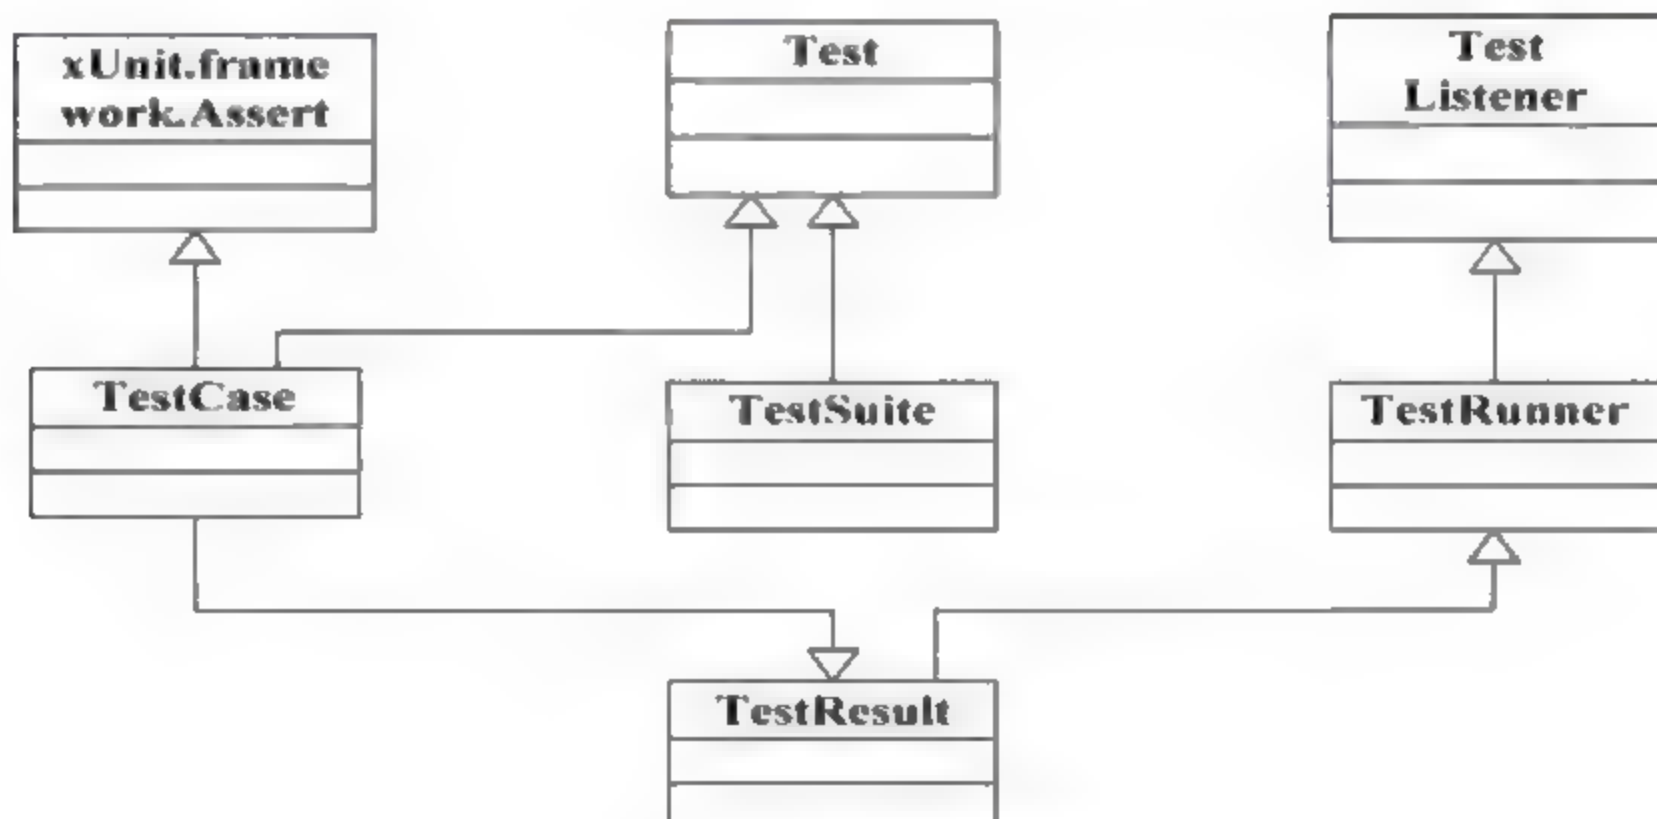 xUnit.frame
work.Assert
Test
Test
Listener
TestCase
TestSuite
TestRunner
TestResult